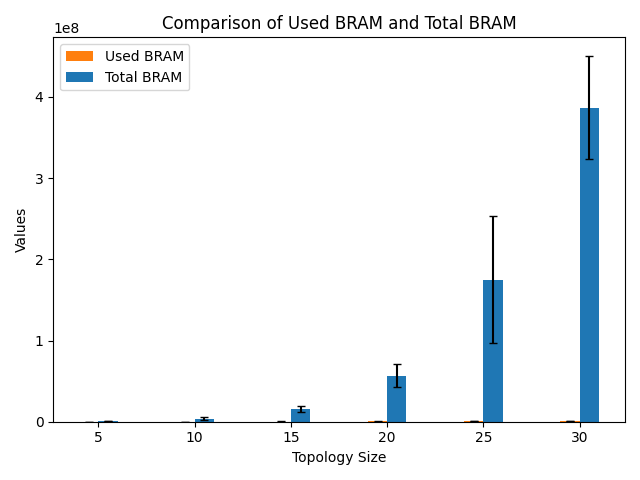 Comparison of Used BRAM and Total BRAM
1e8
Used BRAM
Total BRAM
4
3
2
1
0
Values
5 10 15 20 25 30
Topology Size